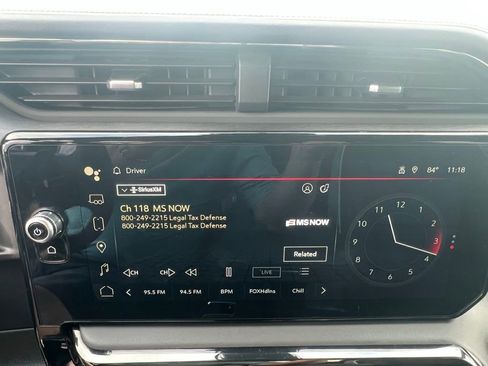 Driver
84° 11:18
SiriusXM
Ch 118 MS NOW
800-249-2215 Legal Tax Defense
800-249-2215 Legal Tax Defense
MS NOW
Related
CH CH LIVE
95.5 FM 94.5 FM BPM FOXHdlns Chill
12 1 2 3 4 5 6 7 8 9 10 11